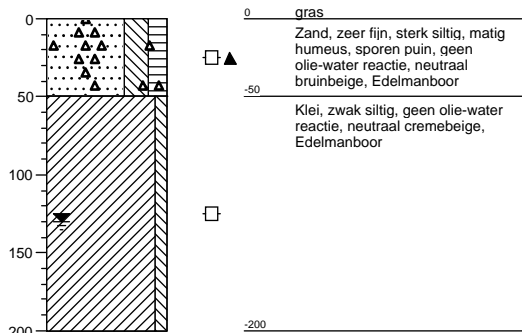 0
50
100
150
200
0
gras
Zand, zeer fijn, sterk siltig, matig
humeus, sporen puin, geen
olie-water reactie, neutraal
bruinbeige, Edelmanboor
-50
Klei, zwak siltig, geen olie-water
reactie, neutraal cremebeige,
Edelmanboor
-200